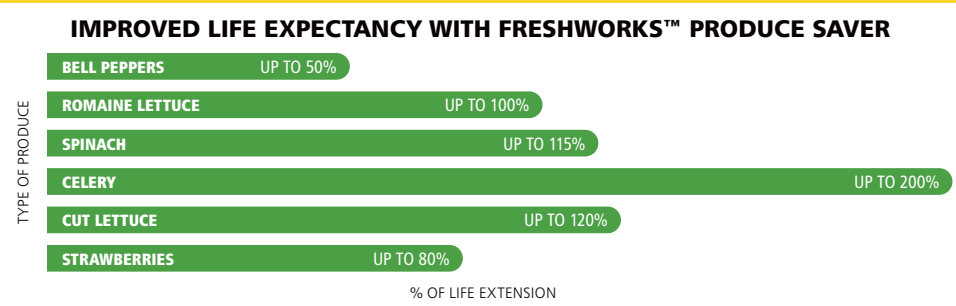 IMPROVED LIFE EXPECTANCY WITH FRESHWORKS™ PRODUCE SAVER
TYPE OF PRODUCE
BELL PEPPERS UP TO 50%
ROMAINE LETTUCE UP TO 100%
SPINACH UP TO 115%
CELERY UP TO 200%
CUT LETTUCE UP TO 120%
STRAWBERRIES UP TO 80%
% OF LIFE EXTENSION